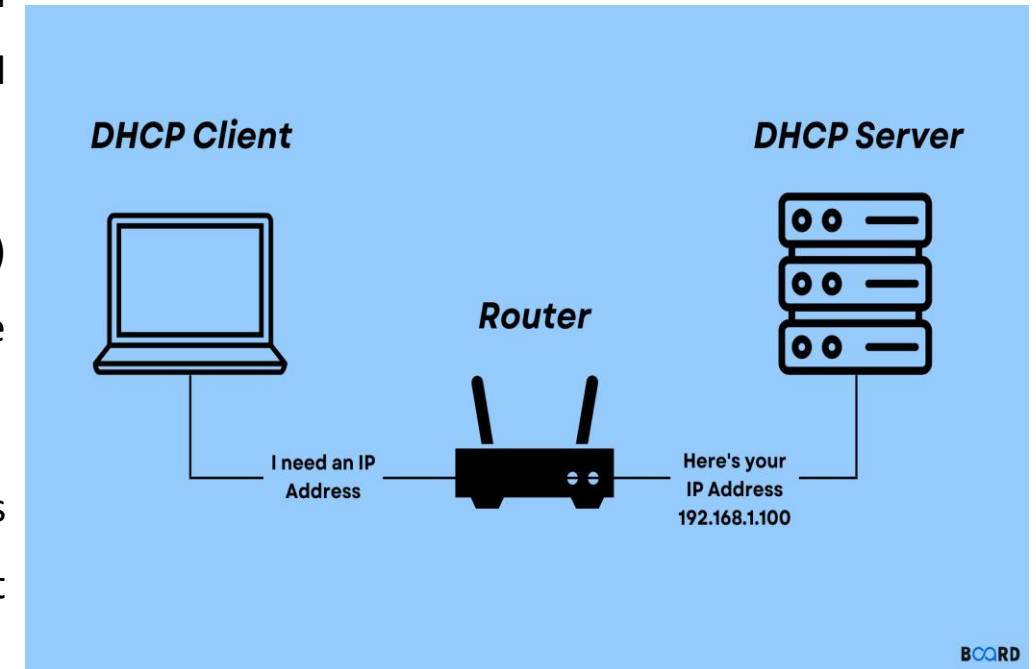 DHCP Client
DHCP Server
Router
I need an IP
Address
Here's your
IP Address
192.168.1.100
BOARD